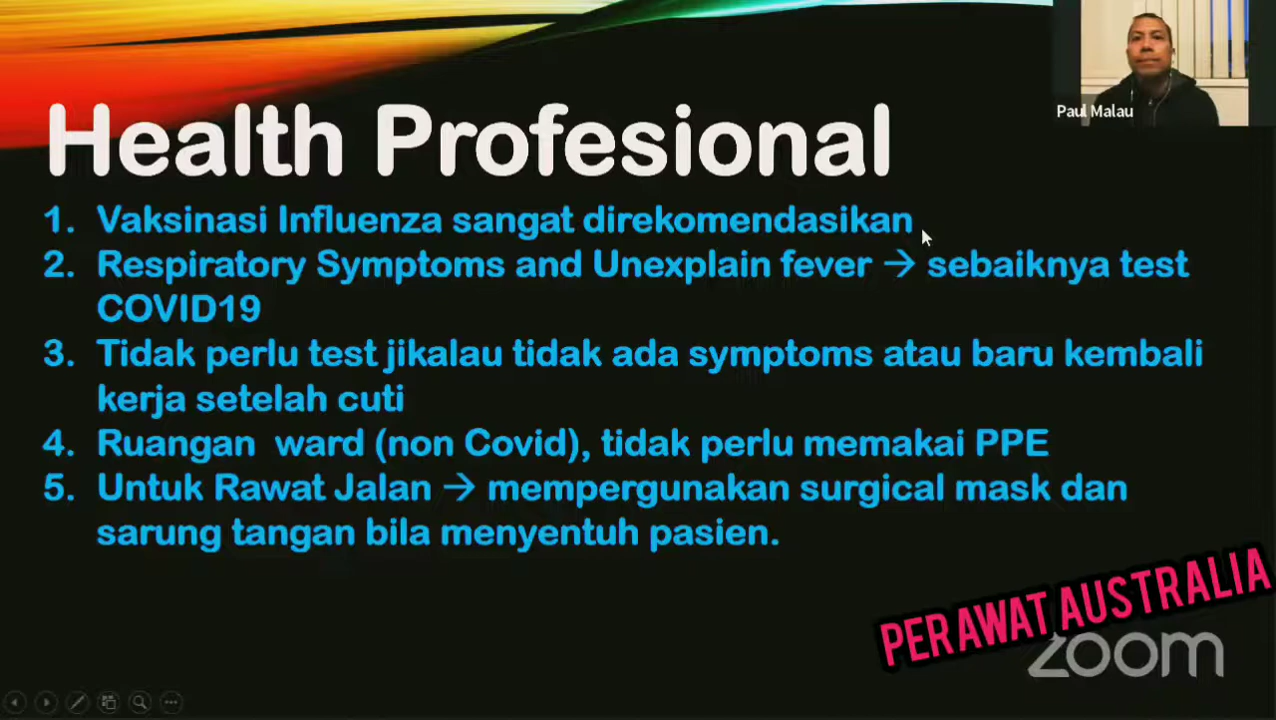 Paul Malau
Health Profesional
1. Vaksinasi Influenza sangat direkomendasikan
2. Respiratory Symptoms and Unexplain fever → sebaiknya test
COVID19
3. Tidak perlu test jikalau tidak ada symptoms atau baru kembali
kerja setelah cuti
4. Ruangan ward (non Covid), tidak perlu memakai PPE
5. Untuk Rawat Jalan → mempergunakan surgical mask dan
sarung tangan bila menyentuh pasien.
PERAWAT AUSTRALIA
zoom